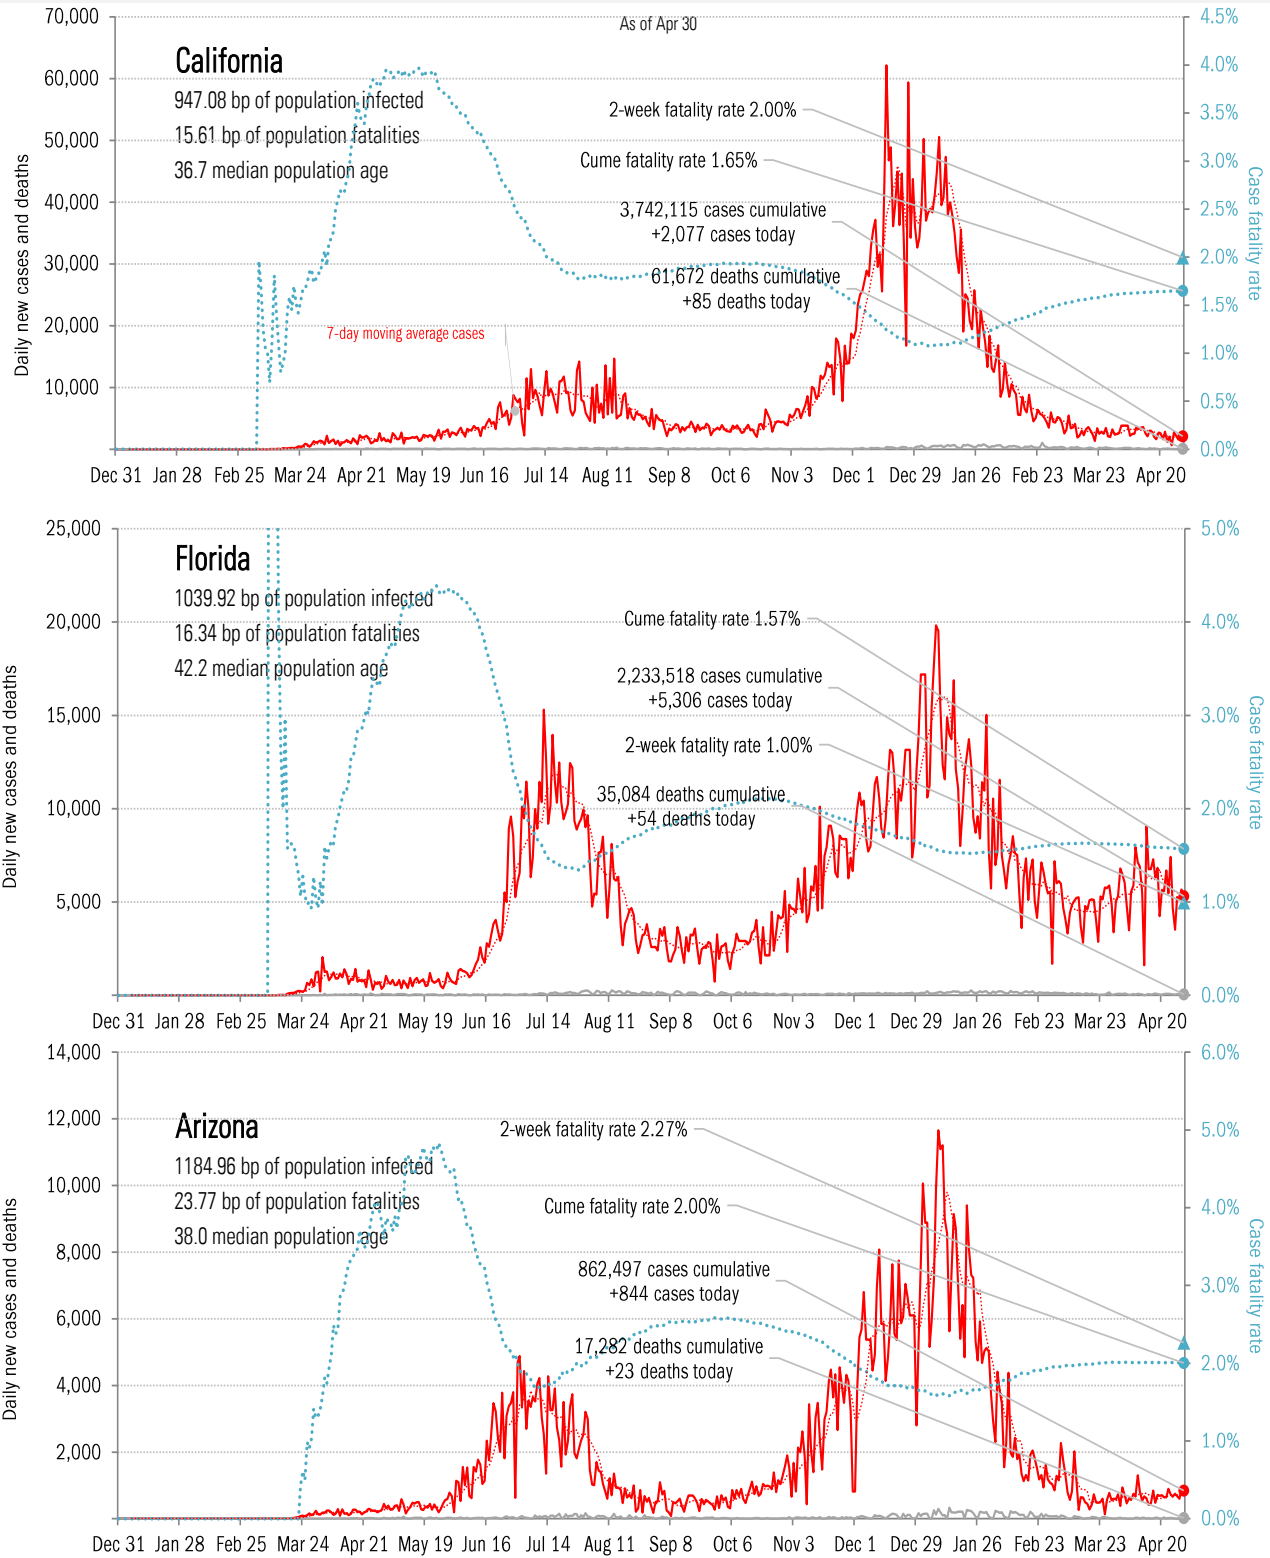 As of Apr 30
California
947.08 bp of population infected
15.61 bp of population fatalities
36.7 median population age
Daily new cases and deaths
Case fatality rate
70,000
60,000
50,000
40,000
30,000
20,000
10,000
4.5%
4.0%
3.5%
3.0%
2.5%
2.0%
1.5%
1.0%
0.5%
0.0%
2-week fatality rate 2.00%
Cume fatality rate 1.65%
3,742,115 cases cumulative
+2,077 cases today
61,672 deaths cumulative
+85 deaths today
7-day moving average cases
Dec 31 Jan 28 Feb 25 Mar 24 Apr 21 May 19 Jun 16 Jul 14 Aug 11 Sep 8 Oct 6 Nov 3 Dec 1 Dec 29 Jan 26 Feb 23 Mar 23 Apr 20
Florida
1039.92 bp of population infected
16.34 bp of population fatalities
42.2 median population age
Daily new cases and deaths
Case fatality rate
25,000
20,000
15,000
10,000
5,000
5.0%
4.0%
3.0%
2.0%
1.0%
0.0%
Cume fatality rate 1.57%
2,233,518 cases cumulative
+5,306 cases today
2-week fatality rate 1.00%
35,084 deaths cumulative
+54 deaths today
Dec 31 Jan 28 Feb 25 Mar 24 Apr 21 May 19 Jun 16 Jul 14 Aug 11 Sep 8 Oct 6 Nov 3 Dec 1 Dec 29 Jan 26 Feb 23 Mar 23 Apr 20
Arizona
1184.96 bp of population infected
23.77 bp of population fatalities
38.0 median population age
Daily new cases and deaths
Case fatality rate
14,000
12,000
10,000
8,000
6,000
4,000
2,000
6.0%
5.0%
4.0%
3.0%
2.0%
1.0%
0.0%
2-week fatality rate 2.27%
Cume fatality rate 2.00%
862,497 cases cumulative
+844 cases today
17,282 deaths cumulative
+23 deaths today
Dec 31 Jan 28 Feb 25 Mar 24 Apr 21 May 19 Jun 16 Jul 14 Aug 11 Sep 8 Oct 6 Nov 3 Dec 1 Dec 29 Jan 26 Feb 23 Mar 23 Apr 20